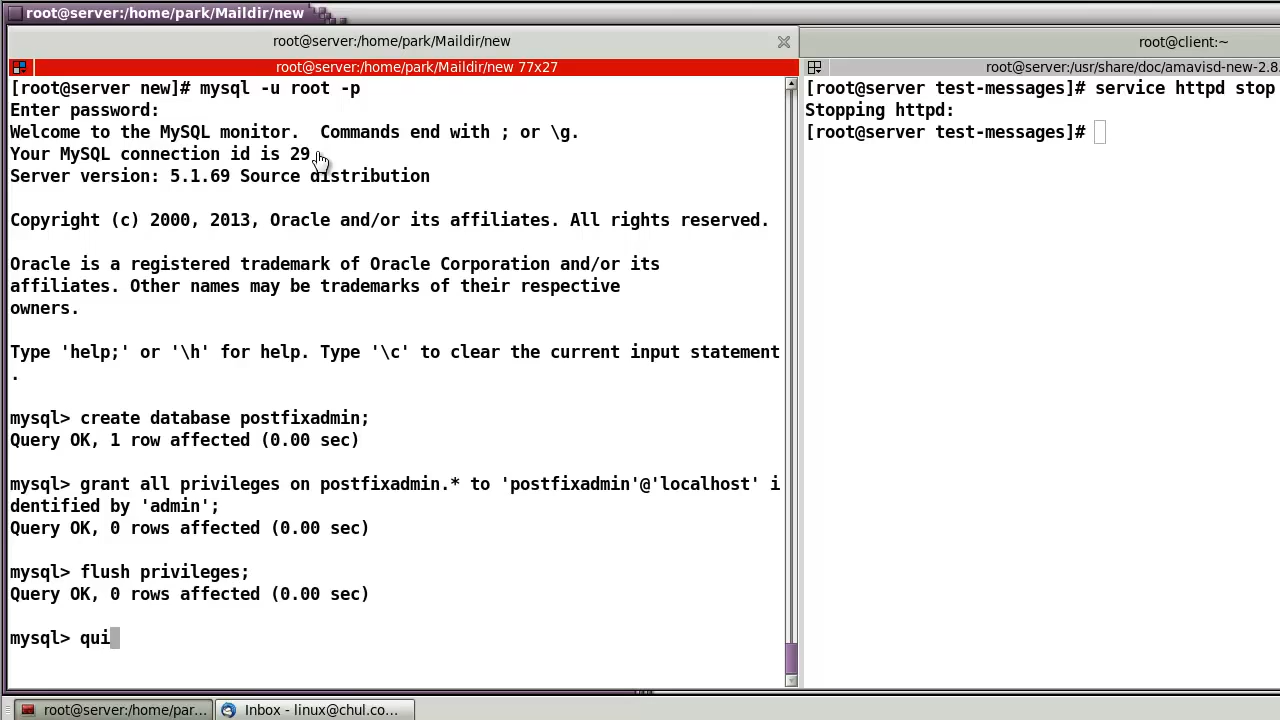 root@server:/home/park/Maildir/new
root@server:/home/park/Maildir/new
root@server:/home/park/Maildir/new 77x27
[root@server new]# mysql -u root -p
Enter password:
Welcome to the MySQL monitor.  Commands end with ; or \g.
Your MySQL connection id is 29
Server version: 5.1.69 Source distribution
Copyright (c) 2000, 2013, Oracle and/or its affiliates. All rights reserved.
Oracle is a registered trademark of Oracle Corporation and/or its
affiliates. Other names may be trademarks of their respective
owners.
Type 'help;' or '\h' for help. Type '\c' to clear the current input statement
.
mysql> create database postfixadmin;
Query OK, 1 row affected (0.00 sec)
mysql> grant all privileges on postfixadmin.* to 'postfixadmin'@'localhost' i
dentified by 'admin';
Query OK, 0 rows affected (0.00 sec)
mysql> flush privileges;
Query OK, 0 rows affected (0.00 sec)
mysql> qui
root@client:~
root@server:/usr/share/doc/amavisd-new-2.8.
[root@server test-messages]# service httpd stop
Stopping httpd:
[root@server test-messages]#
root@server:/home/par...
Inbox - linux@chul.co...